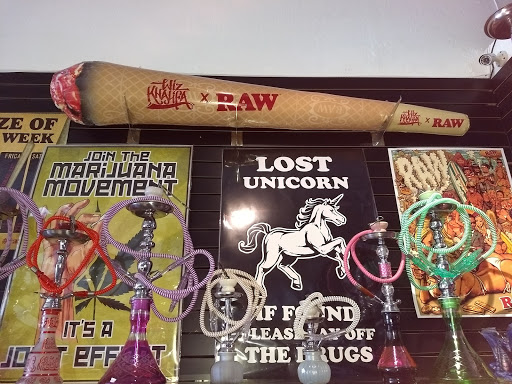 Wiz
KHALIFA x RAW
Wiz
KHALIFA x RAW
ZE OF
WEEK
JOIN THE
MARIJUANA
MOVEMENT
IT'S A
EFFECT
LOST
UNICORN
IF FOUND
PLEASE LAY OFF
THE DRUGS
RAW